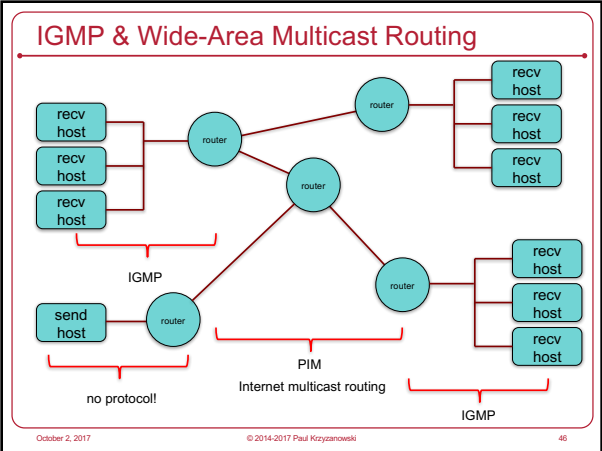 IGMP & Wide-Area Multicast Routing
recv
host
recv
host
recv
host
router
router
recv
host
recv
host
recv
host
router
IGMP
send
host
router
no protocol!
PIM
Internet multicast routing
router
recv
host
recv
host
recv
host
IGMP
October 2, 2017
© 2014-2017 Paul Krzyzanowski
46